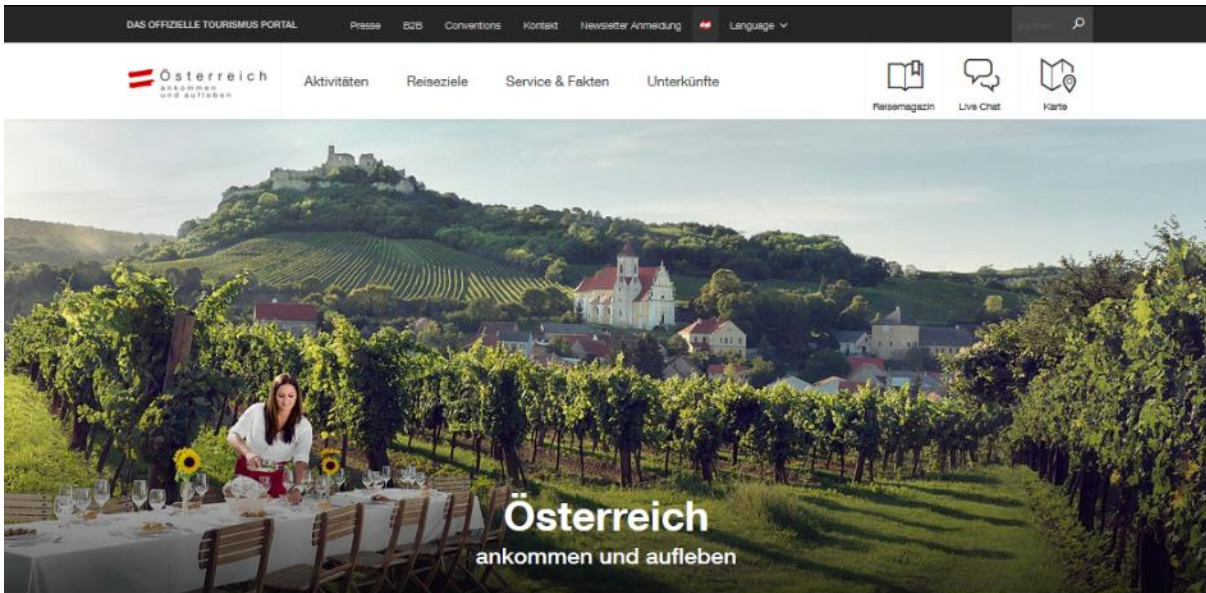 DAS OFFIZIELLE TOURISMUS PORTAL Presse B2B Conventions Kontakt Newsletter Anmeldung Language
Österreich
ankommen
und aufleben
Aktivitäten Reiseziele Service & Fakten Unterkünfte
Reisemagazin Live Chat Karte
Österreich
ankommen und aufleben